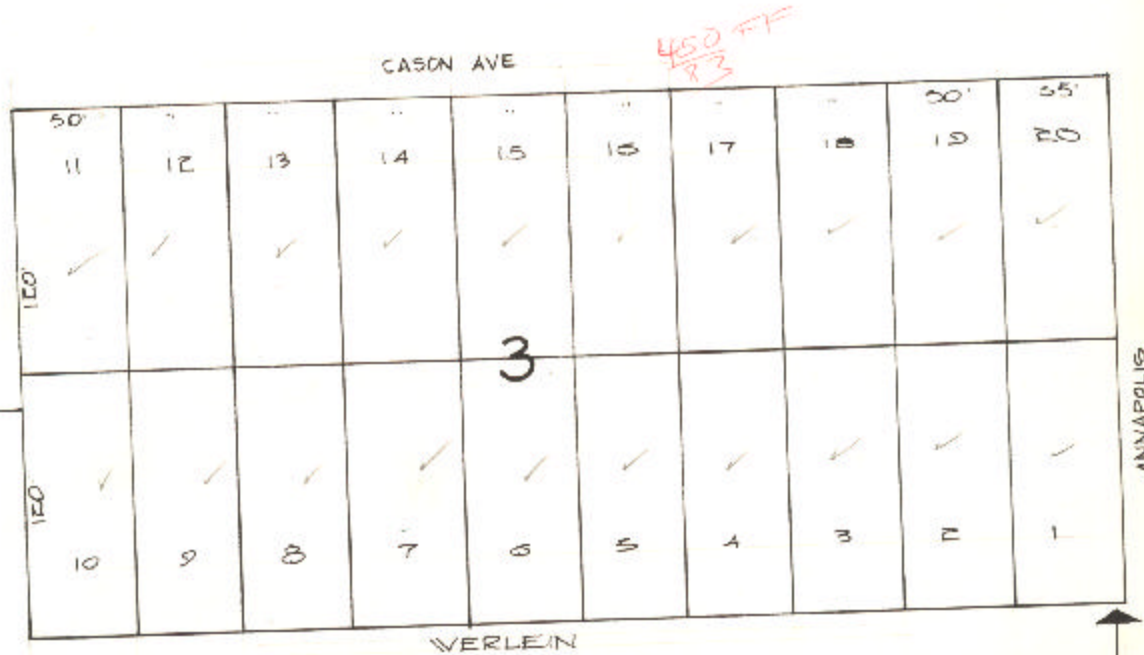 450 FF
83
CASON AVE
50' " " " " " " " 50' 55'
11 12 13 14 15 16 17 18 19 20
120'
3
ANNAPOLIS
120'
10 9 8 7 6 5 4 3 2 1
WERLEIN